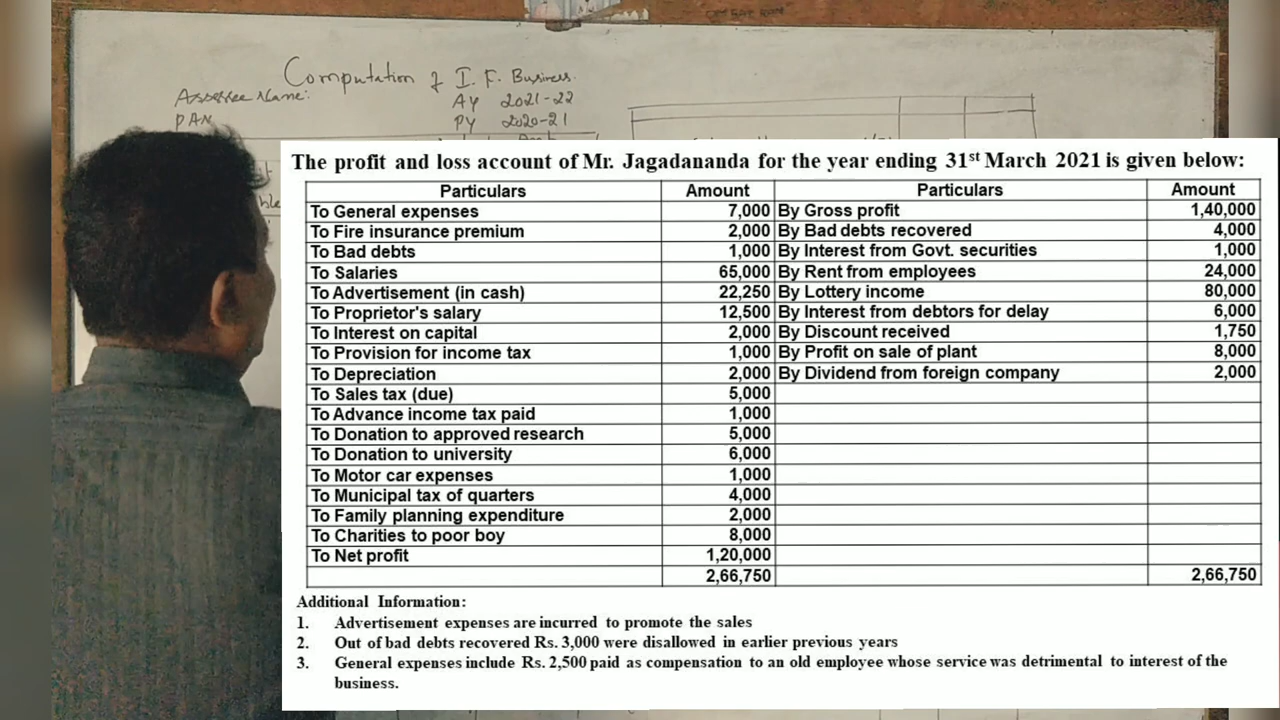 Computation of I. F. Business.
Assessee Name:
AY 2021-22
PAN
PY 2020-21
The profit and loss account of Mr. Jagadananda for the year ending 31st March 2021 is given below:
Particulars Amount Particulars Amount
To General expenses 7,000 By Gross profit 1,40,000
To Fire insurance premium 2,000 By Bad debts recovered 4,000
To Bad debts 1,000 By Interest from Govt. securities 1,000
To Salaries 65,000 By Rent from employees 24,000
To Advertisement (in cash) 22,250 By Lottery income 80,000
To Proprietor's salary 12,500 By Interest from debtors for delay 6,000
To Interest on capital 2,000 By Discount received 1,750
To Provision for income tax 1,000 By Profit on sale of plant 8,000
To Depreciation 2,000 By Dividend from foreign company 2,000
To Sales tax (due) 5,000
To Advance income tax paid 1,000
To Donation to approved research 5,000
To Donation to university 6,000
To Motor car expenses 1,000
To Municipal tax of quarters 4,000
To Family planning expenditure 2,000
To Charities to poor boy 8,000
To Net profit 1,20,000
2,66,750 2,66,750
Additional Information:
1. Advertisement expenses are incurred to promote the sales
2. Out of bad debts recovered Rs. 3,000 were disallowed in earlier previous years
3. General expenses include Rs. 2,500 paid as compensation to an old employee whose service was detrimental to interest of the
business.